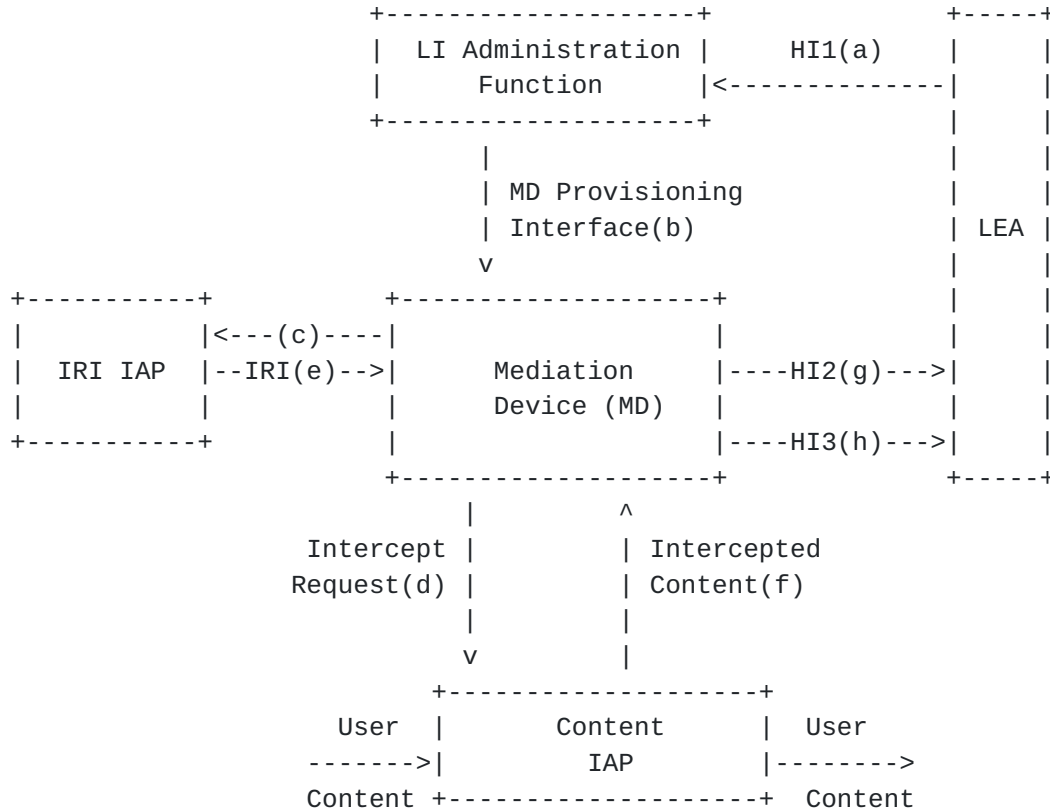 LI Administration HI1(a)
Function
MD Provisioning
Interface(b) LEA
(c)
IRI IAP IRI(e) Mediation HI2(g)
Device (MD)
HI3(h)
Intercept Intercepted
Request(d) Content(f)
User Content User
IAP
Content Content